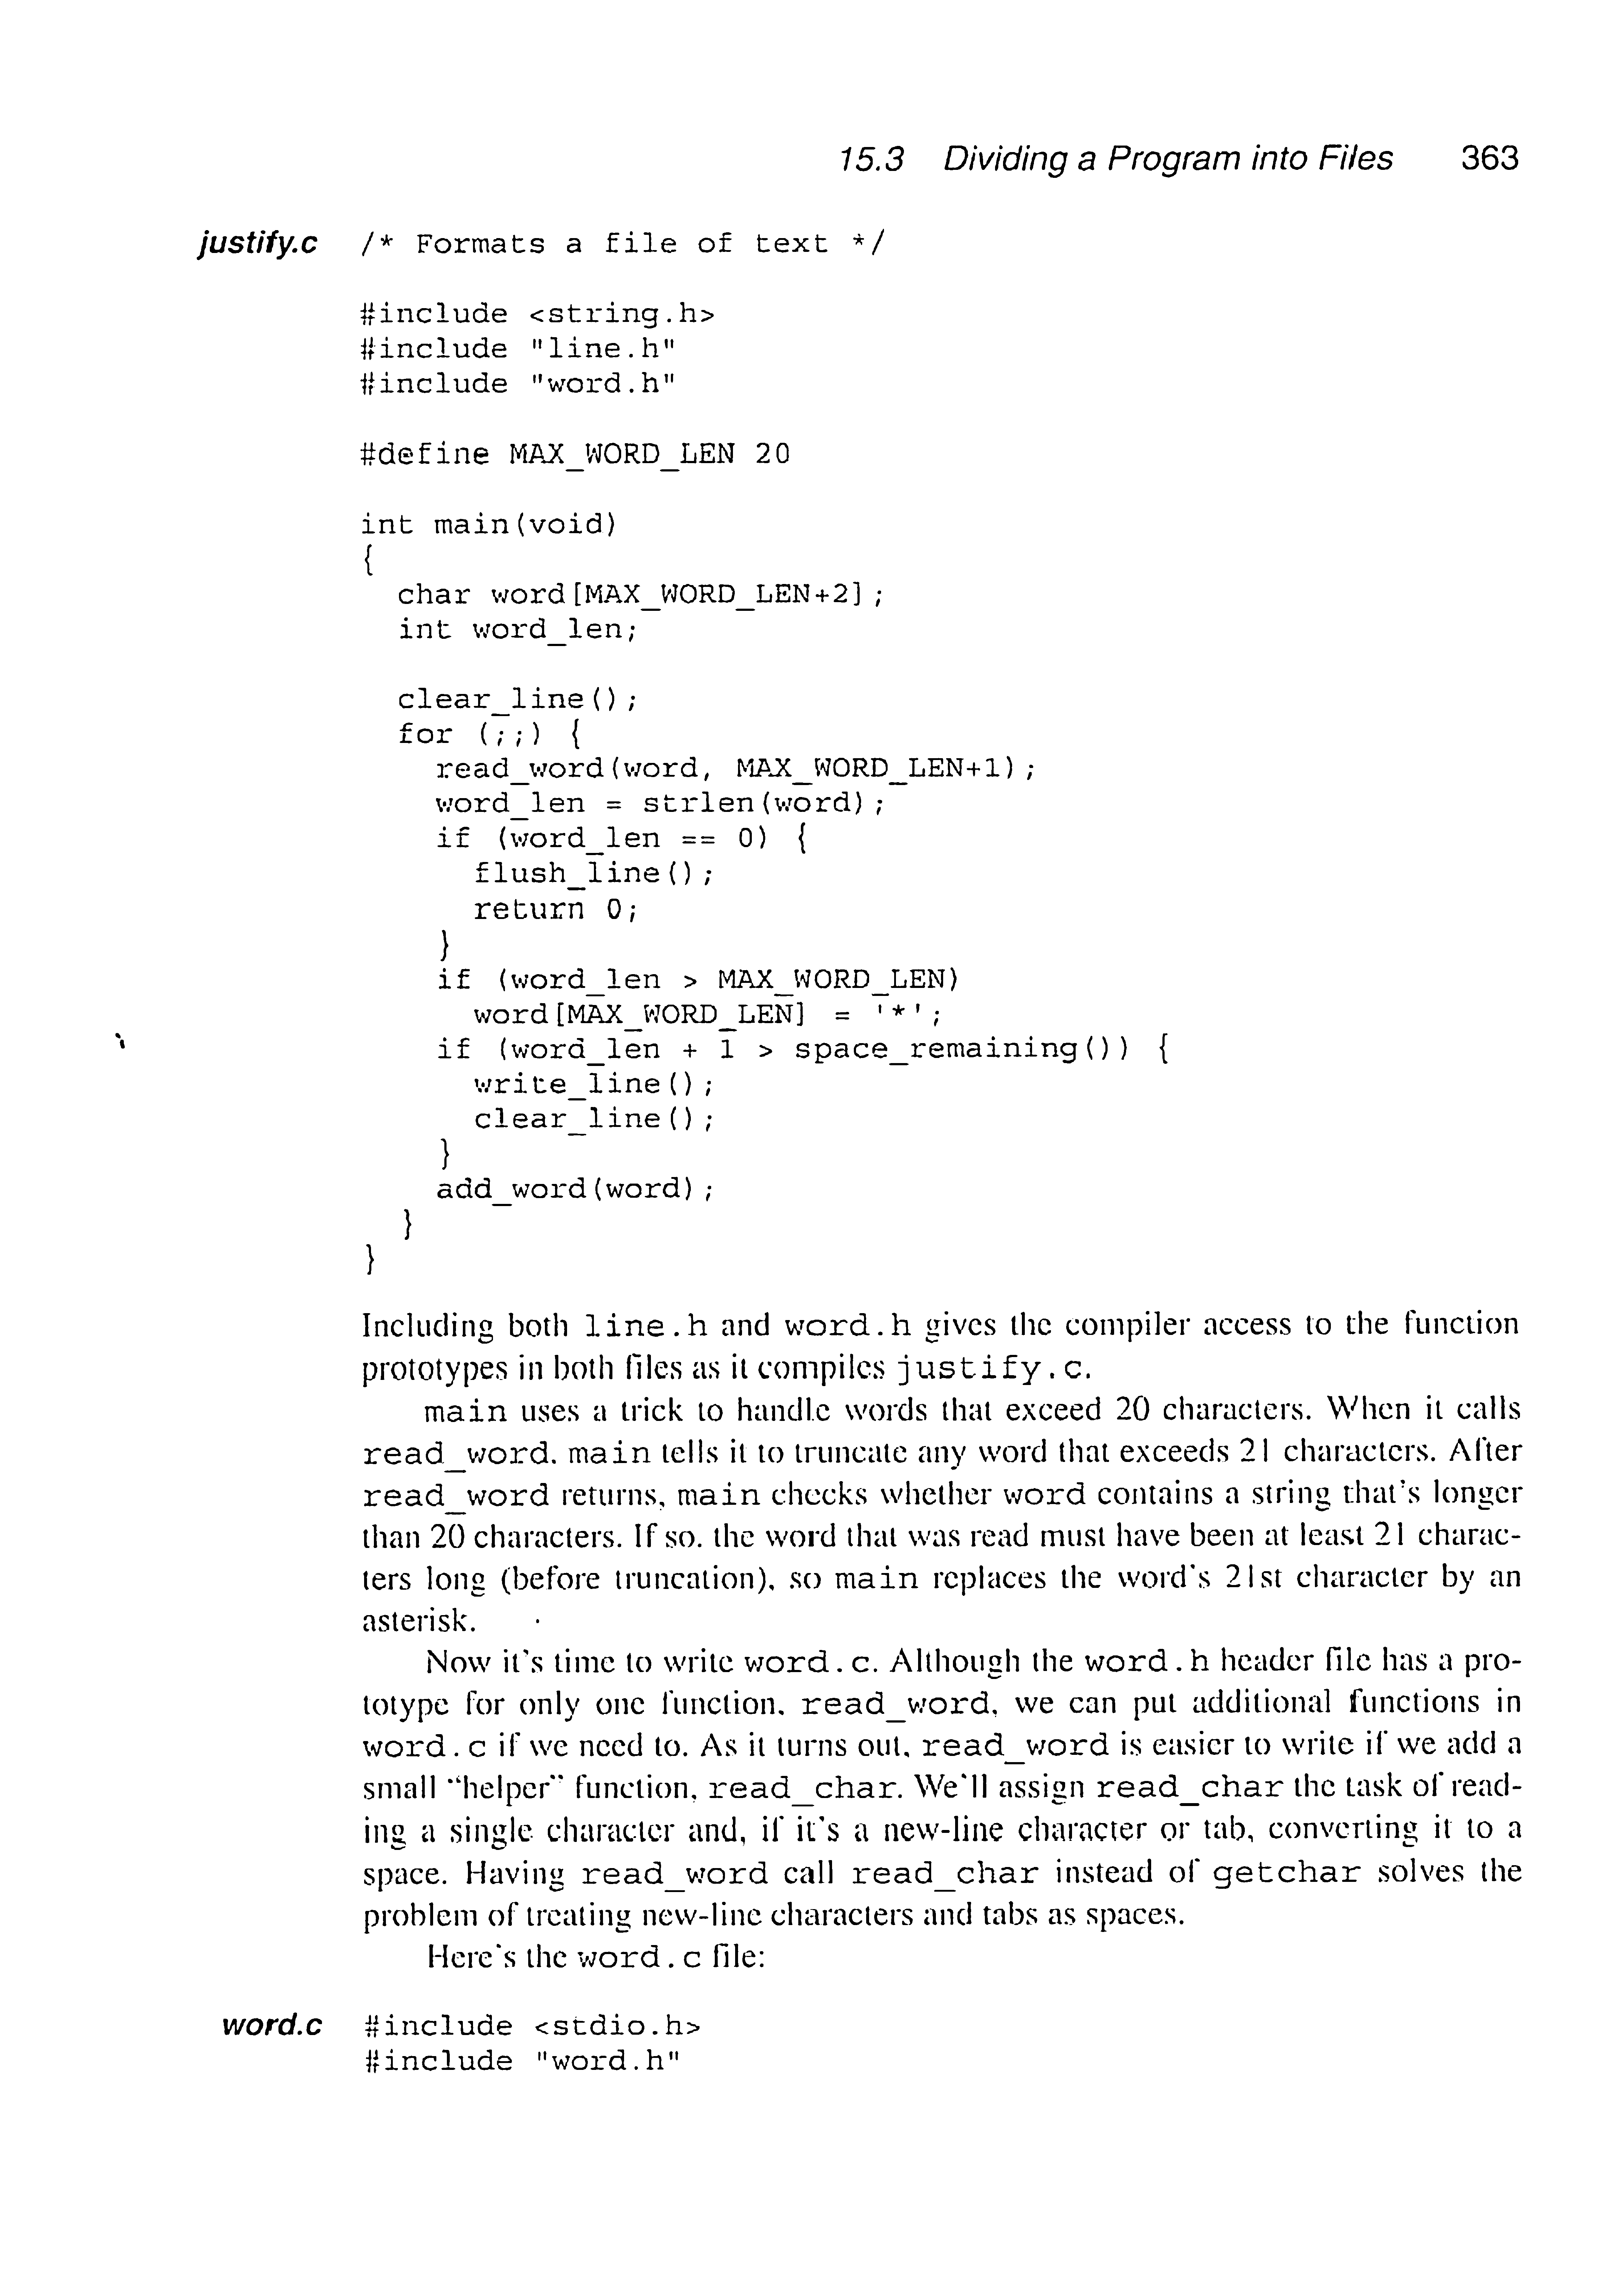 15.3 Dividing a Program into Files 363
justify.c /* Formats a file of text */
#include <string.h>
#include "line.h"
#include "word.h"
#define MAX_WORD_LEN 20
int main(void)
{
  char word[MAX_WORD_LEN+2];
  int word_len;
  clear_line();
  for (;;) {
    read_word(word, MAX_WORD_LEN+1);
    word_len = strlen(word);
    if (word_len == 0) {
      flush_line();
      return 0;
    }
    if (word_len > MAX_WORD_LEN)
      word[MAX_WORD_LEN] = '*';
    if (word_len + 1 > space_remaining()) {
      write_line();
      clear_line();
    }
    add_word(word);
  }
}
Including both line.h and word.h gives the compiler access to the function
prototypes in both files as it compiles justify.c.
main uses a trick to handle words that exceed 20 characters. When it calls
read_word, main tells it to truncate any word that exceeds 21 characters. After
read_word returns, main checks whether word contains a string that's longer
than 20 characters. If so, the word that was read must have been at least 21 charac-
ters long (before truncation), so main replaces the word's 21st character by an
asterisk.
Now it's time to write word.c. Although the word.h header file has a pro-
totype for only one function, read_word, we can put additional functions in
word.c if we need to. As it turns out, read_word is easier to write if we add a
small "helper" function, read_char. We'll assign read_char the task of read-
ing a single character and, if it's a new-line character or tab, converting it to a
space. Having read_word call read_char instead of getchar solves the
problem of treating new-line characters and tabs as spaces.
Here's the word.c file:
word.c #include <stdio.h>
#include "word.h"